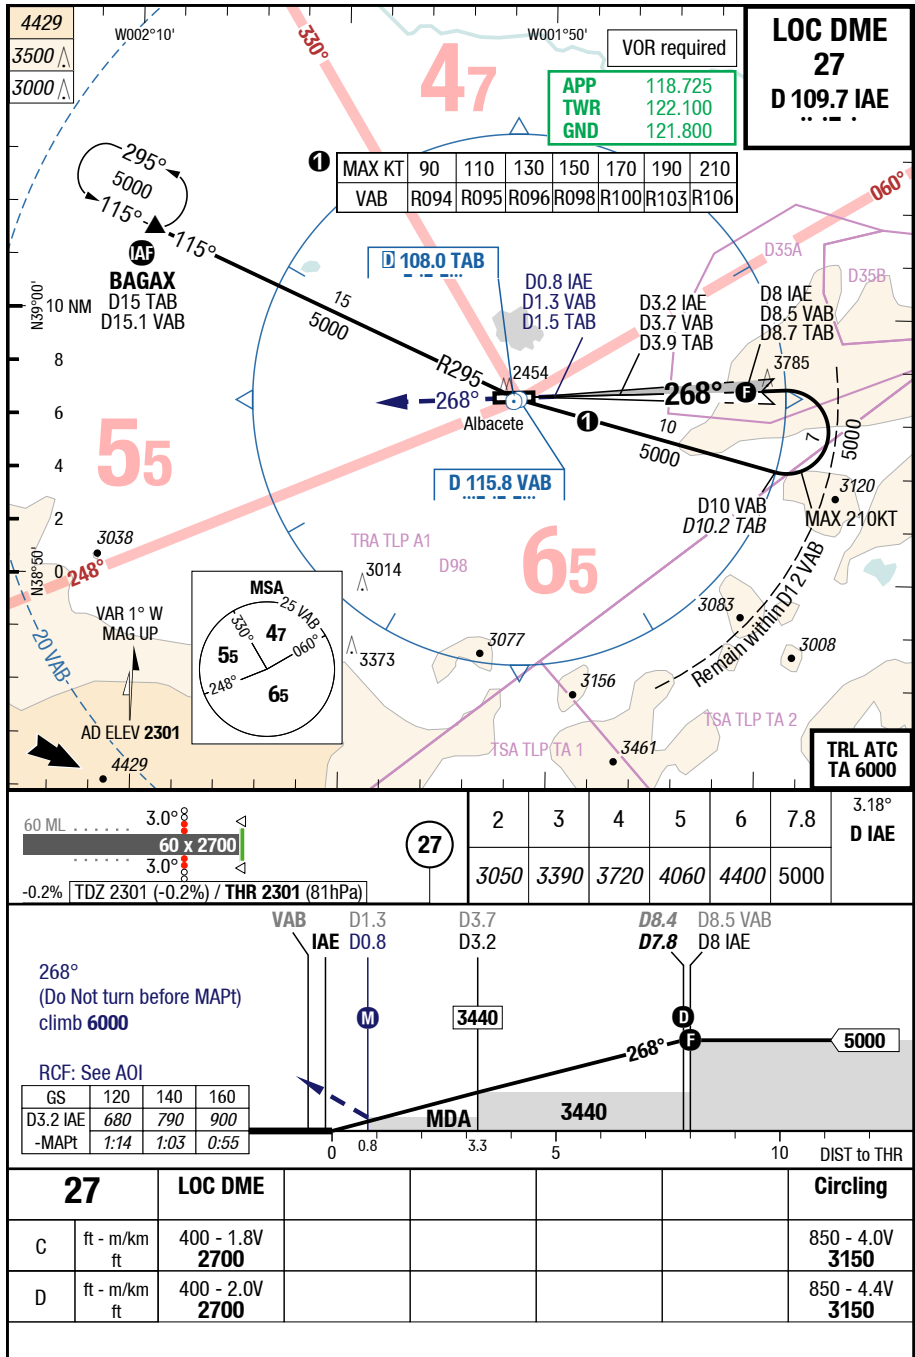 4429
3500
3000
W002°10'
W001°50'
330°
47
VOR required
APP 118.725
TWR 122.100
GND 121.800
LOC DME
27
D 109.7 IAE
1 MAX KT 90 110 130 150 170 190 210
VAB R094 R095 R096 R098 R100 R103 R106
060°
295°
5000
115°
115°
IAF
BAGAX
D15 TAB
D15.1 VAB
D 108.0 TAB
D35A
D35B
D0.8 IAE
D1.3 VAB
D1.5 TAB
D3.2 IAE
D3.7 VAB
D3.9 TAB
D8 IAE
D8.5 VAB
D8.7 TAB
N39°00'
10 NM
8
6
4
2
0
N38°50'
15
5000
R295
2454
3785
268°
268°
F
Albacete
1
10
5000
7
5000
55
D 115.8 VAB
D10 VAB
D10.2 TAB
3120
MAX 210KT
3038
248°
TRA TLP A1
D98
65
3014
3373
3077
3083
3008
3156
3461
Remain within D12 VAB
VAR 1° W
MAG UP
20 VAB
AD ELEV 2301
4429
MSA
25 VAB
330°
47
060°
55
248°
65
TSA TLP TA 1
TSA TLP TA 2
TRL ATC
TA 6000
60 ML
3.0°
60 x 2700
3.0°
-0.2% TDZ 2301 (-0.2%) / THR 2301 (81hPa)
27
2 3 4 5 6 7.8 3.18°
D IAE
3050 3390 3720 4060 4400 5000
VAB D1.3 D3.7 D8.4 D8.5 VAB
IAE D0.8 D3.2 D7.8 D8 IAE
268°
(Do Not turn before MAPt)
climb 6000
M
3440
D
F
268°
5000
RCF: See AOI
GS 120 140 160
D3.2 IAE 680 790 900
-MAPt 1:14 1:03 0:55
MDA
3440
0 0.8 3.3 5 10 DIST to THR
27 LOC DME Circling
C ft - m/km 400 - 1.8V 850 - 4.0V
ft 2700 3150
D ft - m/km 400 - 2.0V 850 - 4.4V
ft 2700 3150